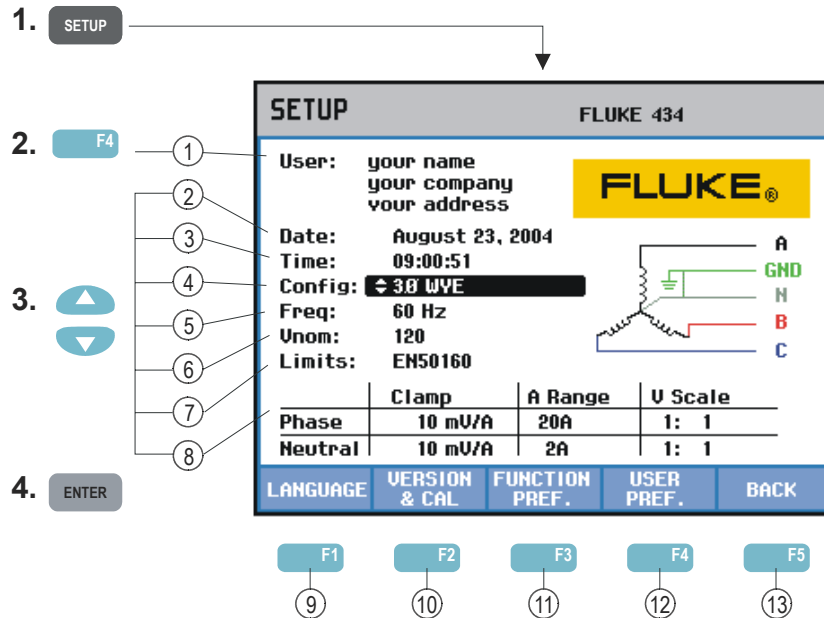 1. SETUP
SETUP FLUKE 434
2. F4
1
User: your name
your company
your address
FLUKE®
2
Date: August 23, 2004
3
Time: 09:00:51
4
Config: 3Ø WYE
5
Freq: 60 Hz
6
Vnom: 120
7
Limits: EN50160
A
GND
N
B
C
3.
8
Clamp A Range V Scale
Phase 10 mV/A 20A 1: 1
Neutral 10 mV/A 2A 1: 1
4. ENTER
LANGUAGE VERSION & CAL FUNCTION PREF. USER PREF. BACK
F1 F2 F3 F4 F5
9 10 11 12 13